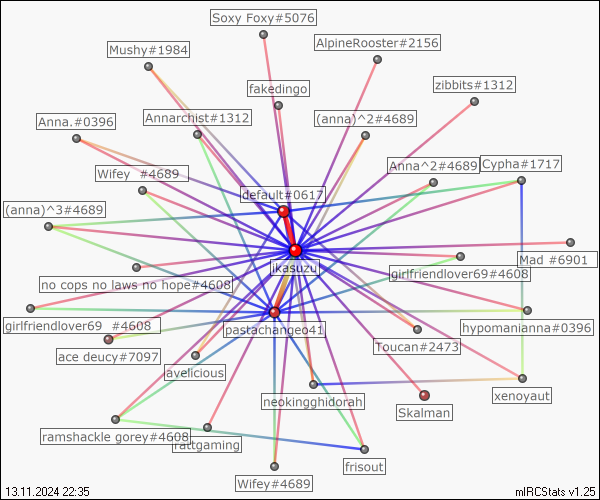 Soxy Foxy#5076
AlpineRooster#2156
Mushy#1984
zibbits#1312
fakedingo
Annarchist#1312
(anna)^2#4689
Anna.#0396
Cypha#1717
Anna^2#4689
Wifey #4689
default#0617
(anna)^3#4689
Mad #6901
jkasuzu
girlfriendlover69#4608
no cops no laws no hope#4608
girlfriendlover69 #4608
hypomanianna#0396
pastachangeo41
Toucan#2473
ace deucy#7097
avelicious
xenoyaut
neokingghidorah
Skalman
ramshackle gorey#4608
rattgaming
frisout
Wifey#4689
13.11.2024 22:35
mIRCStats v1.25